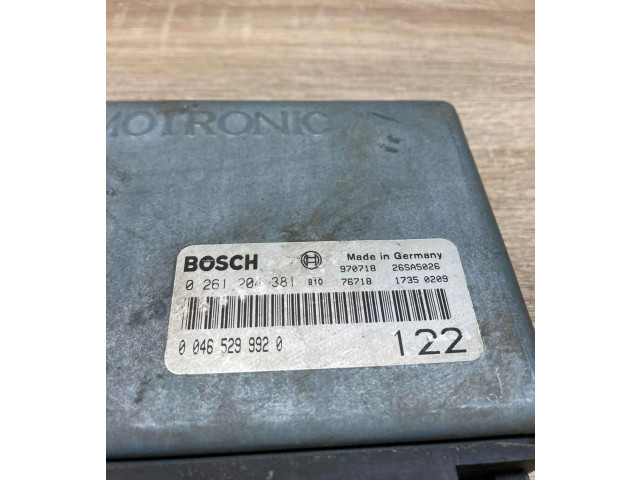 MOTRONIC
BOSCH Made in Germany
970718 26SA5026
0 261 204 381 810 76718 1735 0209
0 046 529 992 0 122